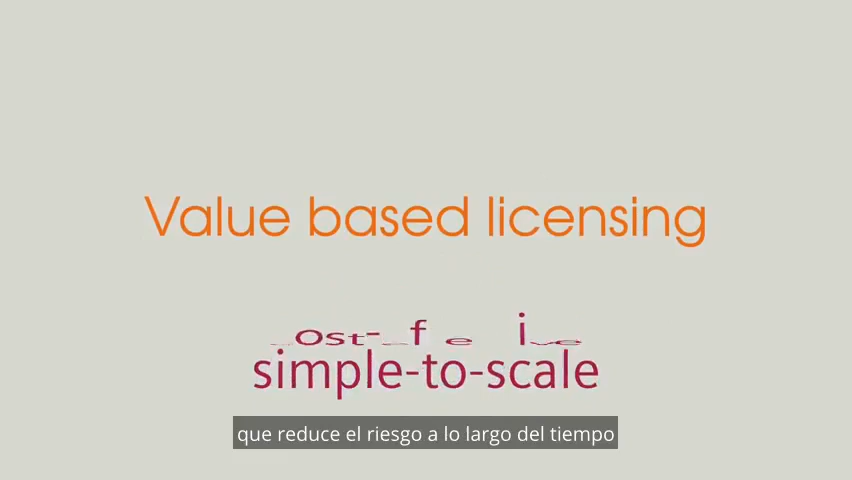 Value based licensing
simple-to-scale
que reduce el riesgo a lo largo del tiempo